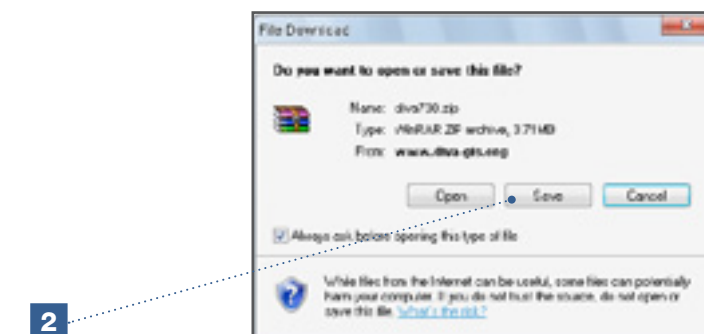 File Download
Do you want to open or save this file?
Name: diva730.zip
Type: WinRAR ZIP archive, 3.71MB
From: www.diva-gis.org
Open
Save
Cancel
Always ask before opening this type of file
While files from the Internet can be useful, some files can potentially
harm your computer. If you do not trust the source, do not open or
save this file. What's the risk?
2